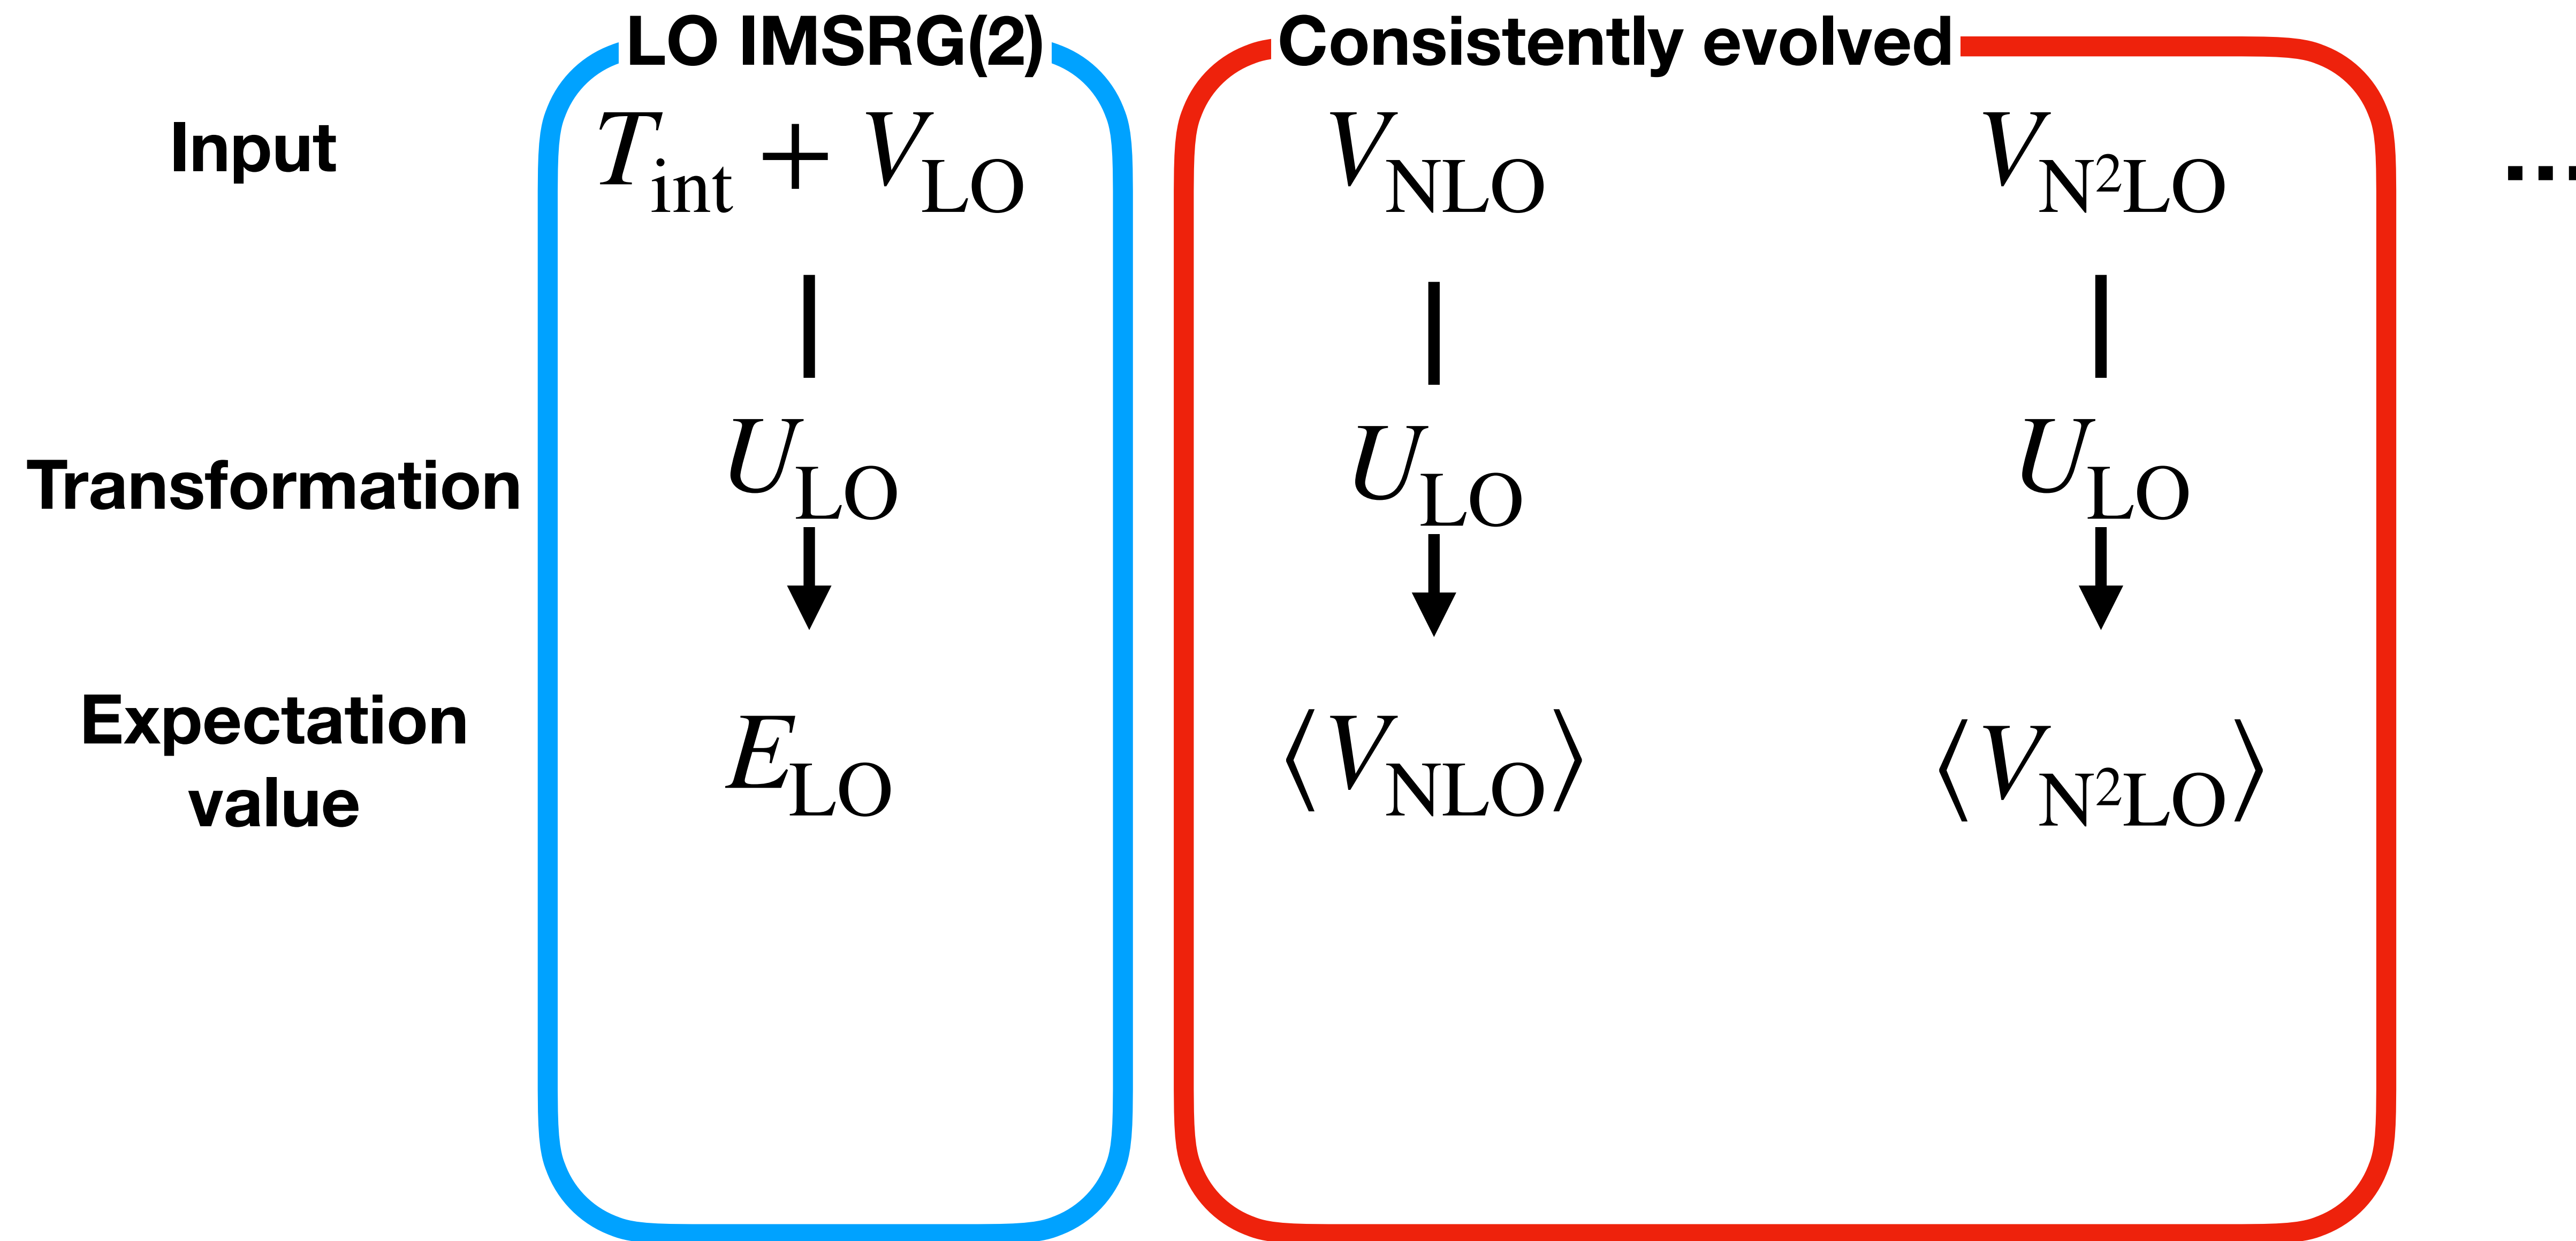 LO IMSRG(2) Consistently evolved
Input T_int + V_LO V_NLO V_N²LO ...
Transformation U_LO U_LO U_LO
Expectation
value
E_LO ⟨V_NLO⟩ ⟨V_N²LO⟩